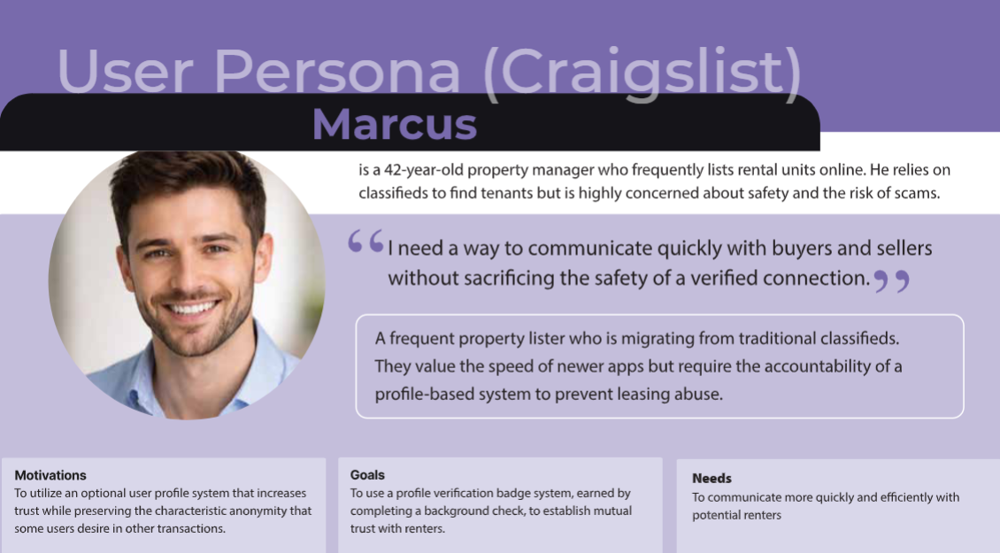 User Persona (Craigslist)
Marcus
is a 42-year-old property manager who frequently lists rental units online. He relies on
classifieds to find tenants but is highly concerned about safety and the risk of scams.
“I need a way to communicate quickly with buyers and sellers
without sacrificing the safety of a verified connection.”
A frequent property lister who is migrating from traditional classifieds.
They value the speed of newer apps but require the accountability of a
profile-based system to prevent leasing abuse.
Motivations
To utilize an optional user profile system that increases
trust while preserving the characteristic anonymity that
some users desire in other transactions.
Goals
To use a profile verification badge system, earned by
completing a background check, to establish mutual
trust with renters.
Needs
To communicate more quickly and efficiently with
potential renters